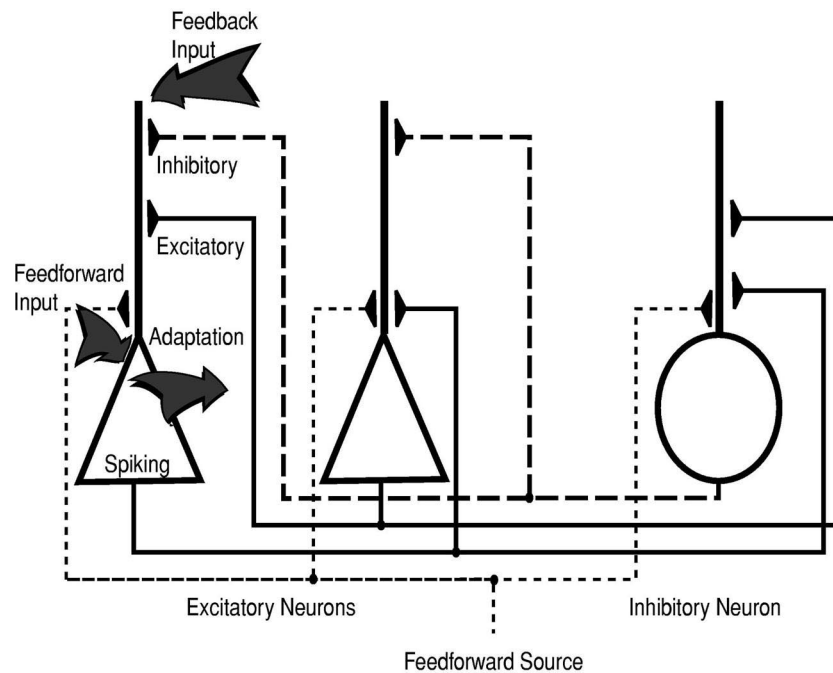 Feedback
Input
Inhibitory
Excitatory
Feedforward
Input
Adaptation
Spiking
Excitatory Neurons
Inhibitory Neuron
Feedforward Source